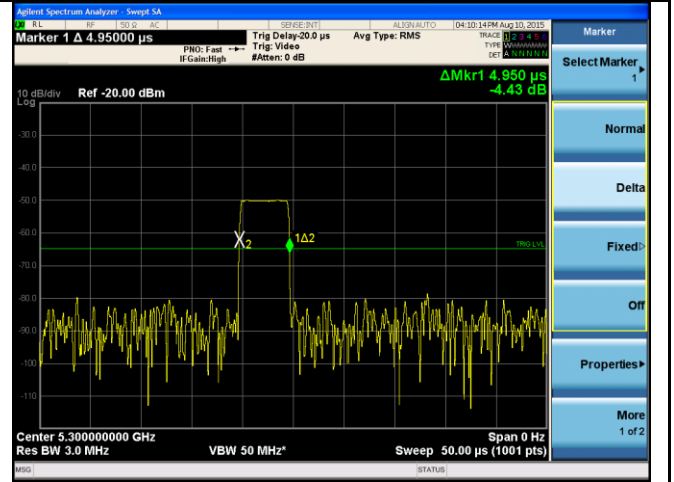 Agilent Spectrum Analyzer - Swept SA
RL RF 50 Ω AC SENSE:INT ALIGN AUTO 04:10:14 PM Aug 10, 2015
Marker 1 Δ 4.95000 µs
PNO: Fast
IFGain:High
Trig Delay-20.0 µs
Trig: Video
#Atten: 0 dB
Avg Type: RMS
TRACE 1 2 3 4 5 6
TYPE
DET A N N N N N
ΔMkr1 4.950 µs
-4.43 dB
10 dB/div Ref -20.00 dBm
Log
-30.0
-40.0
-50.0
-60.0
-70.0
-80.0
-90.0
-100
-110
2
1Δ2
TRIG LVL
Center 5.300000000 GHz
Span 0 Hz
Res BW 3.0 MHz
VBW 50 MHz*
Sweep 50.00 µs (1001 pts)
MSG
STATUS
Marker
Select Marker
1
Normal
Delta
Fixed
Off
Properties
More
1 of 2